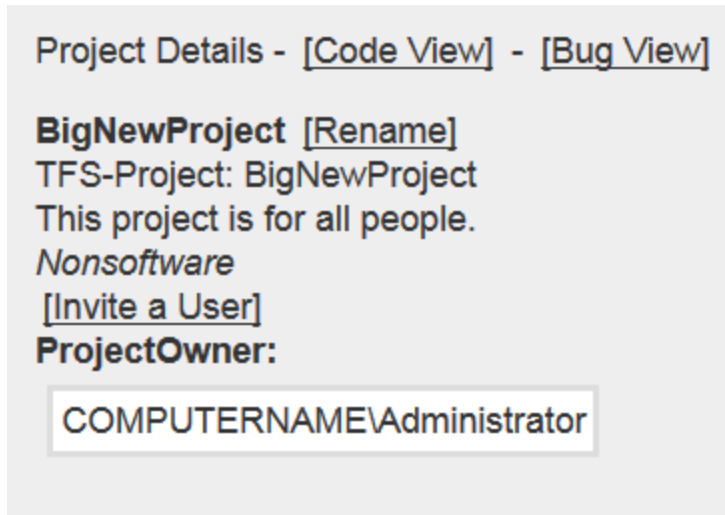 Project Details - [Code View] - [Bug View]
BigNewProject [Rename]
TFS-Project: BigNewProject
This project is for all people.
Nonsoftware
[Invite a User]
ProjectOwner:
COMPUTERNAME\Administrator